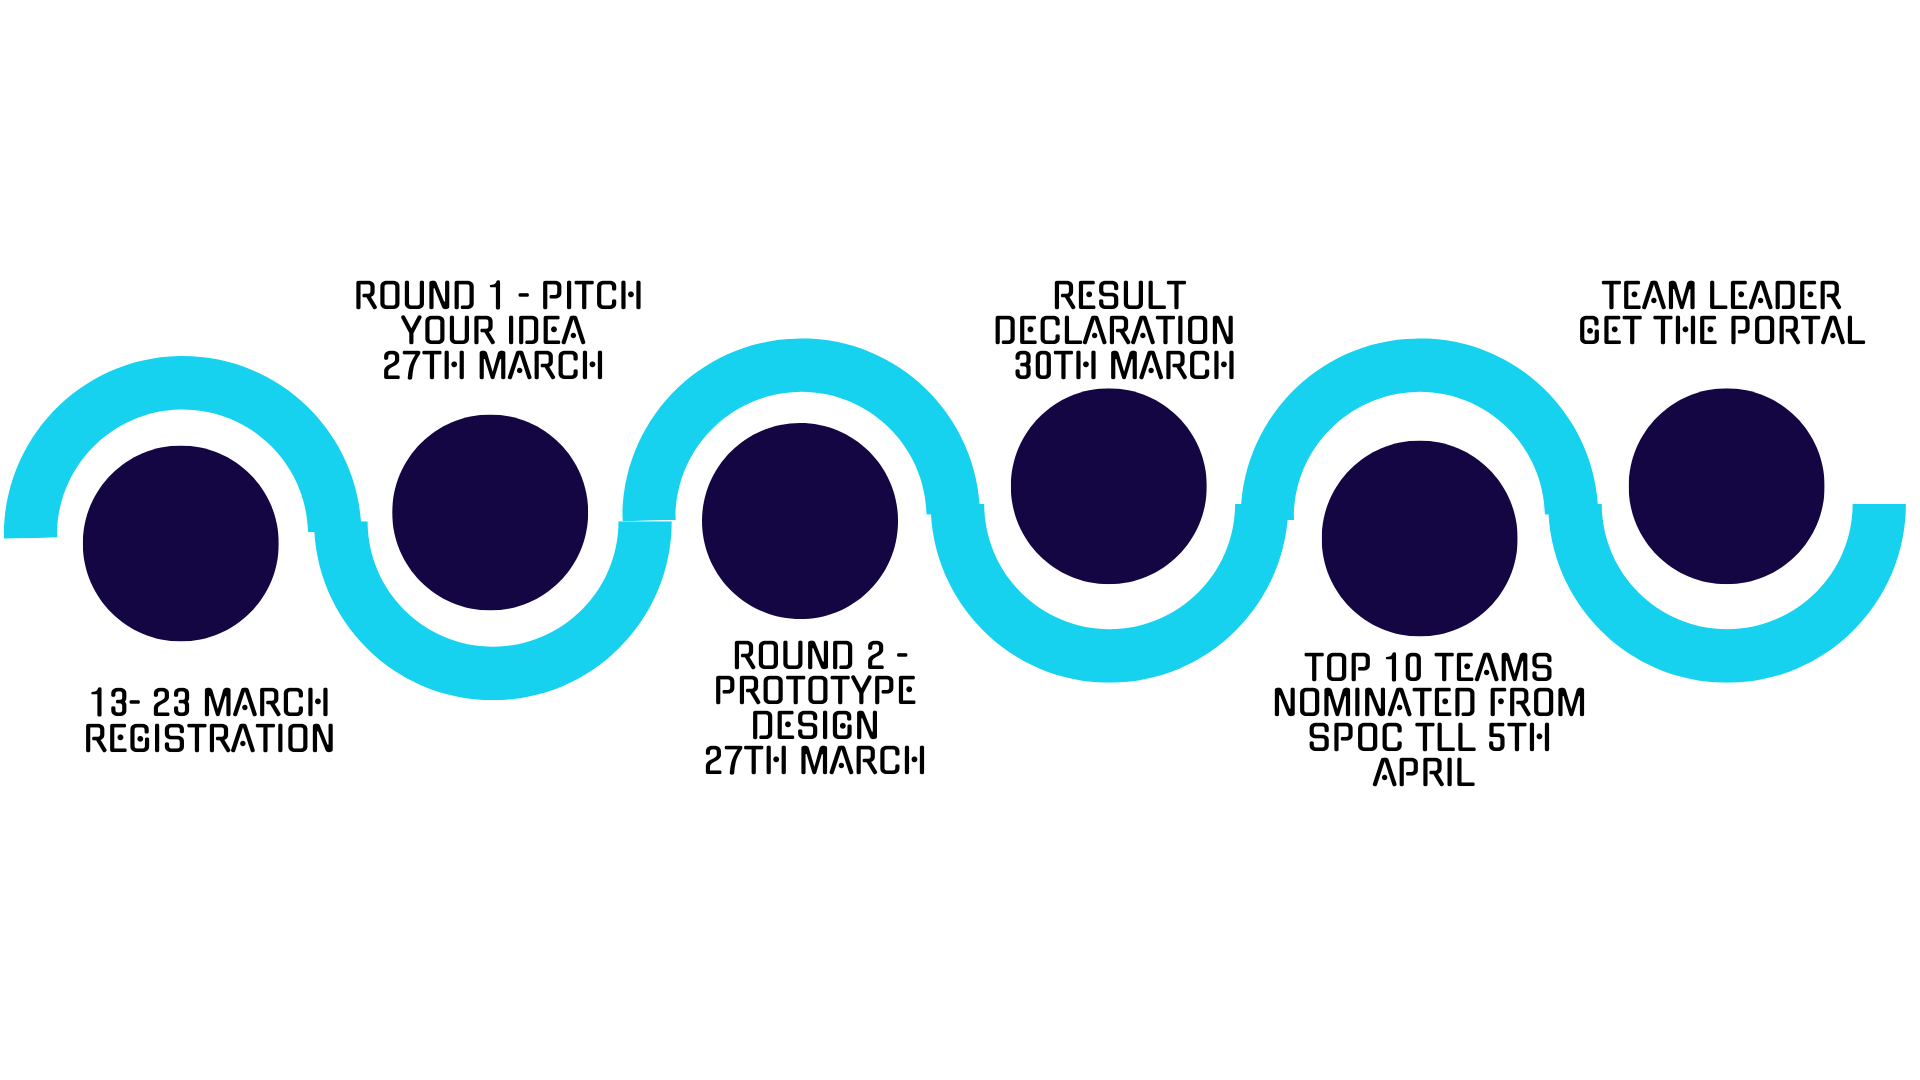 13- 23 MARCH
REGISTRATION
ROUND 1 - PITCH
YOUR IDEA
27TH MARCH
ROUND 2 -
PROTOTYPE
DESIGN
27TH MARCH
RESULT
DECLARATION
30TH MARCH
TOP 10 TEAMS
NOMINATED FROM
SPOC TLL 5TH
APRIL
TEAM LEADER
GET THE PORTAL